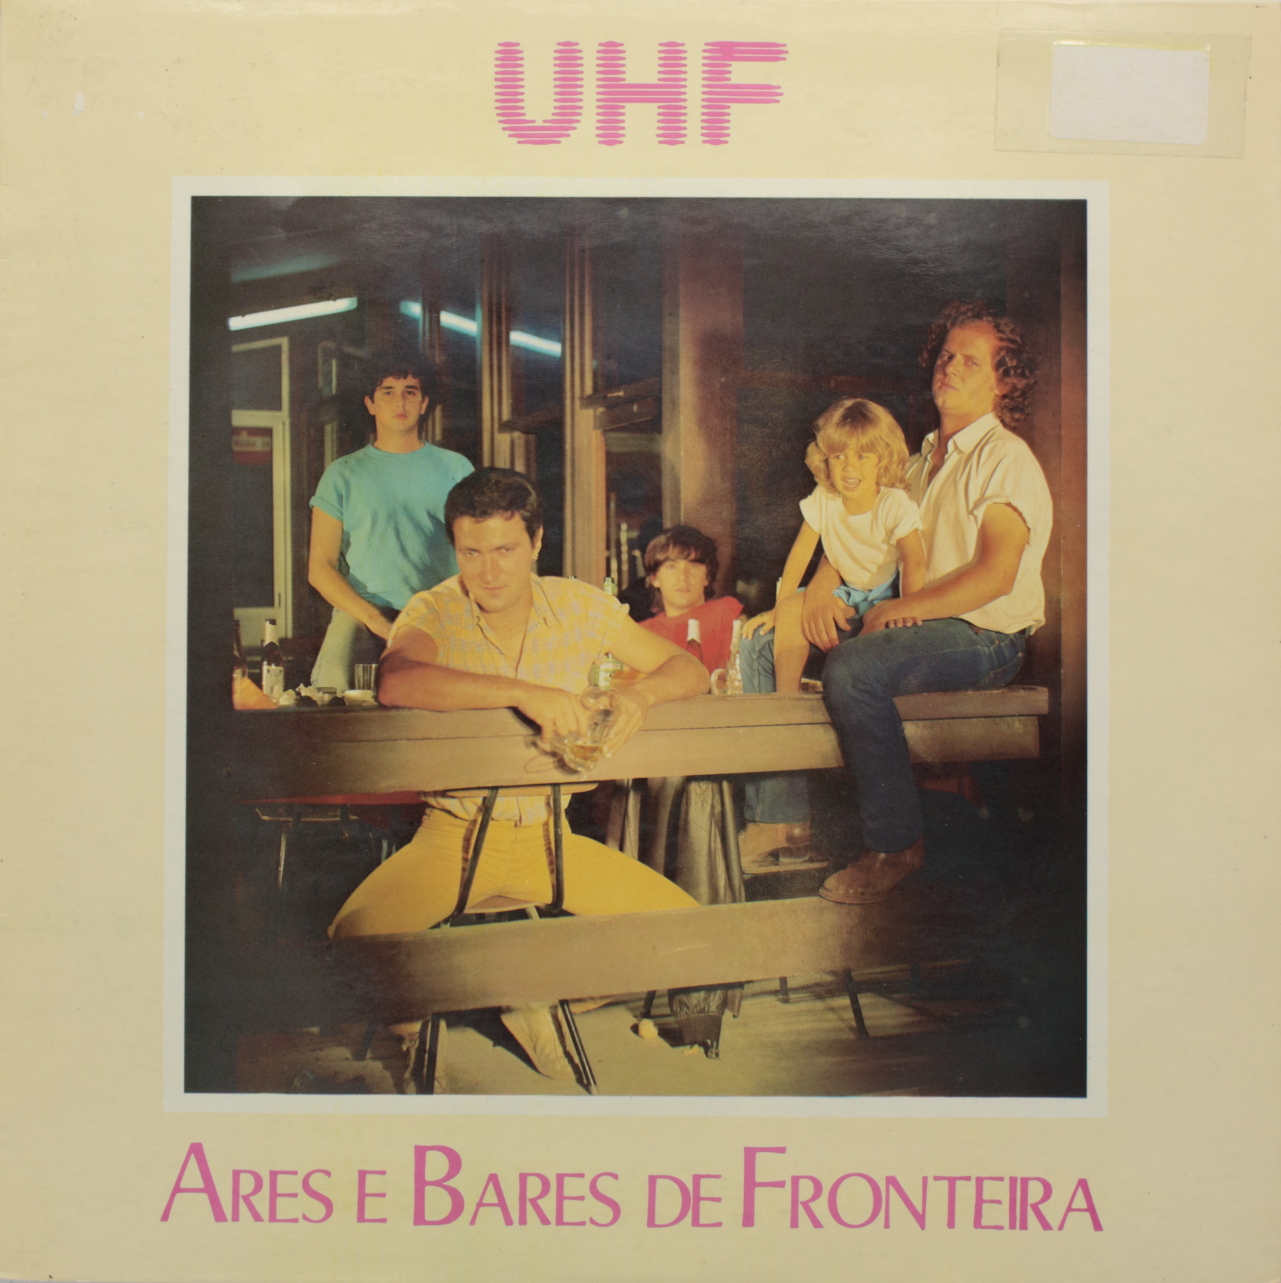 UHF
ARES E BARES DE FRONTEIRA